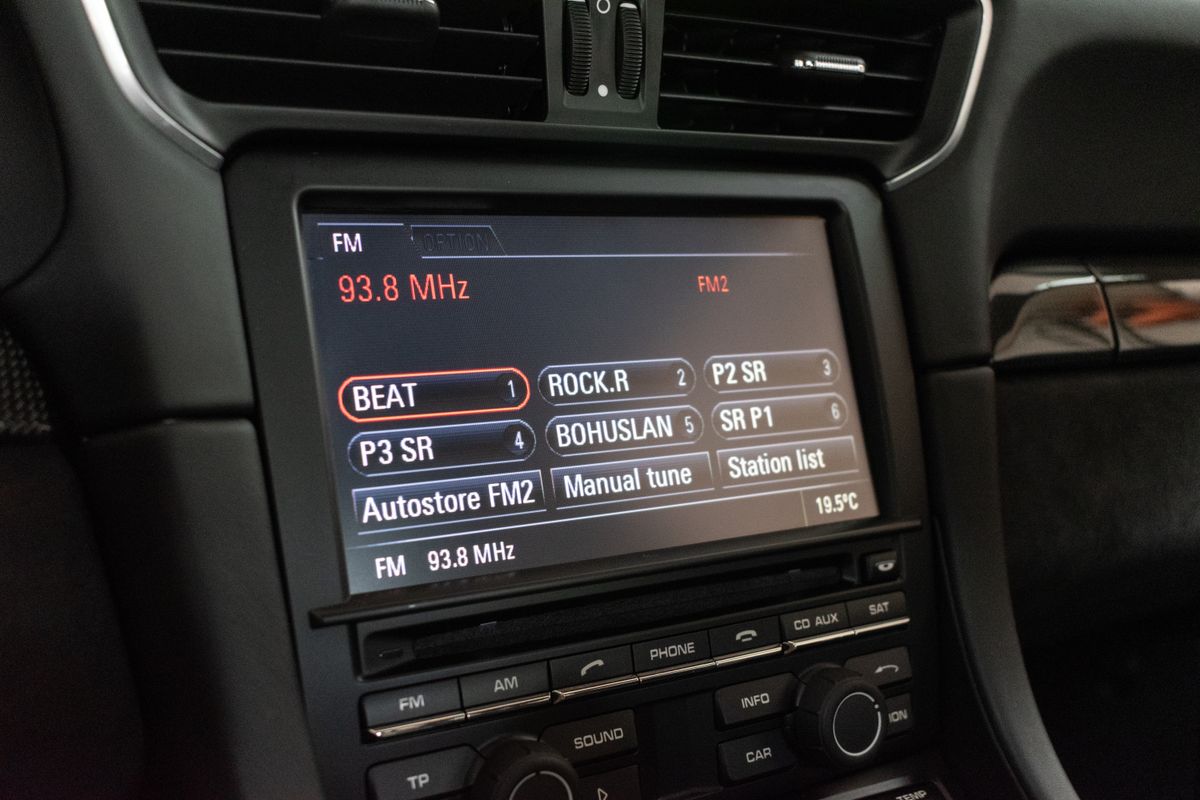 FM OPTION
93.8 MHz FM2
BEAT 1 ROCK.R 2 P2 SR 3
P3 SR 4 BOHUSLAN 5 SR P1 6
Autostore FM2 Manual tune Station list
19.5ºC
FM 93.8 MHz
FM AM PHONE CD AUX SAT
INFO
SOUND CAR
TP
TEMP